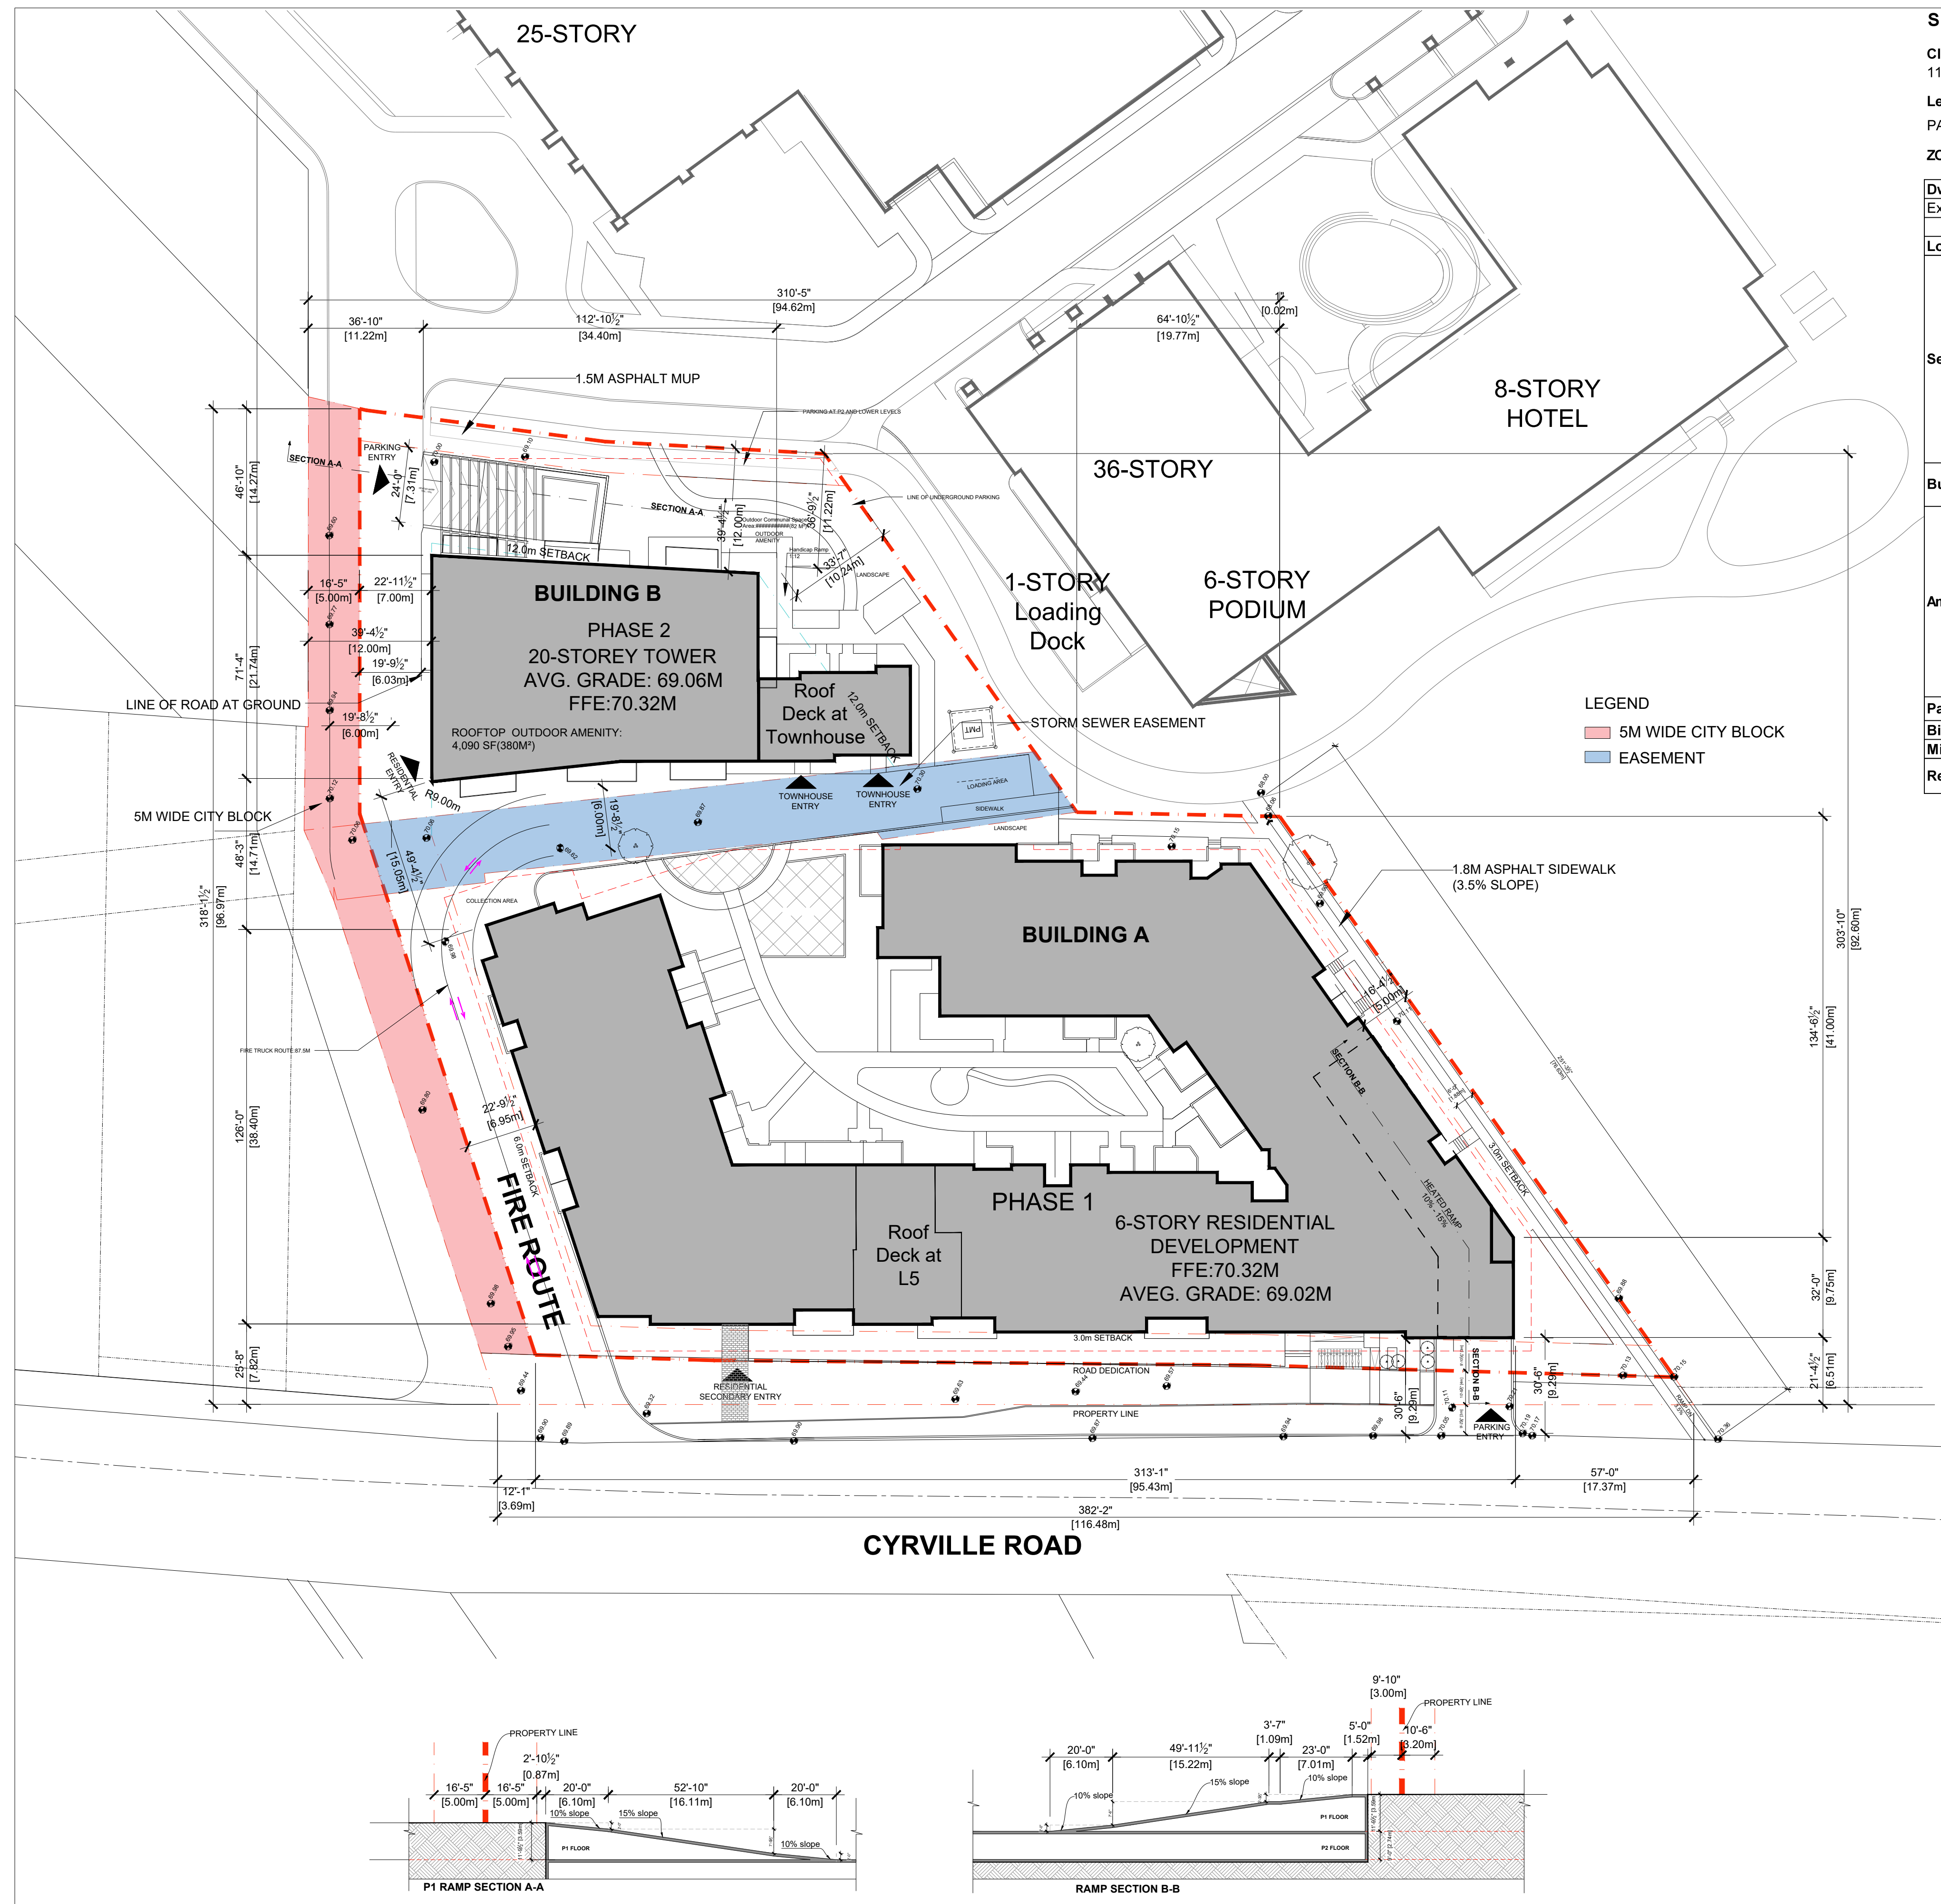 25-STORY
310'-5"
[94.62m]
1"
[0.02m]
36'-10"
[11.22m]
112'-10½"
[34.40m]
64'-10½"
[19.77m]
1.5M ASPHALT MUP
PARKING AT P2 AND LOWER LEVELS
8-STORY
HOTEL
36-STORY
6-STORY
PODIUM
1-STORY
Loading
Dock
PARKING
ENTRY
SECTION A-A
SECTION A-A
24'-0"
[7.31m]
46'-10"
[14.27m]
LINE OF UNDERGROUND PARKING
39'-4½"
[12.00m]
36'-9½"
[11.22m]
33'-7"
[10.24m]
Outdoor Communal Space
OUTDOOR
AMENITY
Handicap Ramp
1:12
LANDSCAPE
12.0m SETBACK
BUILDING B
PHASE 2
20-STOREY TOWER
AVG. GRADE: 69.06M
FFE:70.32M
ROOFTOP OUTDOOR AMENITY:
4,090 SF(380M²)
Roof
Deck at
Townhouse
12.0m SETBACK
16'-5"
[5.00m]
22'-11½"
[7.00m]
39'-4½"
[12.00m]
19'-9½"
[6.03m]
71'-4"
[21.74m]
LINE OF ROAD AT GROUND
19'-8½"
[6.00m]
RESIDENTIAL
ENTRY
R9.00m
5M WIDE CITY BLOCK
STORM SEWER EASEMENT
PMT
LOADING AREA
SIDEWALK
LANDSCAPE
TOWNHOUSE
ENTRY
TOWNHOUSE
ENTRY
19'-8½"
[6.00m]
49'-4½"
[15.05m]
48'-3"
[14.71m]
318'-1½"
[96.97m]
LEGEND
5M WIDE CITY BLOCK
EASEMENT
1.8M ASPHALT SIDEWALK
(3.5% SLOPE)
303'-10"
[92.60m]
134'-6½"
[41.00m]
COLLECTION AREA
BUILDING A
16'-4½"
[5.00m]
FIRE TRUCK ROUTE:87.5M
22'-9½"
[6.95m]
6.0m SETBACK
FIRE ROUTE
126'-0"
[38.40m]
SECTION B-B
HEATED RAMP
10% - 15%
3.0m SETBACK
PHASE 1
6-STORY RESIDENTIAL
DEVELOPMENT
FFE:70.32M
AVEG. GRADE: 69.02M
Roof
Deck at
L5
32'-0"
[9.75m]
25'-8"
[7.82m]
21'-4½"
[6.51m]
3.0m SETBACK
ROAD DEDICATION
RESIDENTIAL
SECONDARY ENTRY
PROPERTY LINE
30'-6"
[9.29m]
SECTION B-B
30'-6"
[9.29m]
PARKING
ENTRY
12'-1"
[3.69m]
313'-1"
[95.43m]
57'-0"
[17.37m]
382'-2"
[116.48m]
CYRVILLE ROAD
PROPERTY LINE
2'-10½"
[0.87m]
16'-5"
[5.00m]
16'-5"
[5.00m]
20'-0"
[6.10m]
52'-10"
[16.11m]
20'-0"
[6.10m]
10% slope
15% slope
10% slope
P1 FLOOR
P1 RAMP SECTION A-A
9'-10"
[3.00m]
PROPERTY LINE
20'-0"
[6.10m]
49'-11½"
[15.22m]
3'-7"
[1.09m]
23'-0"
[7.01m]
5'-0"
[1.52m]
10'-6"
[3.20m]
10% slope
15% slope
10% slope
P1 FLOOR
P2 FLOOR
RAMP SECTION B-B